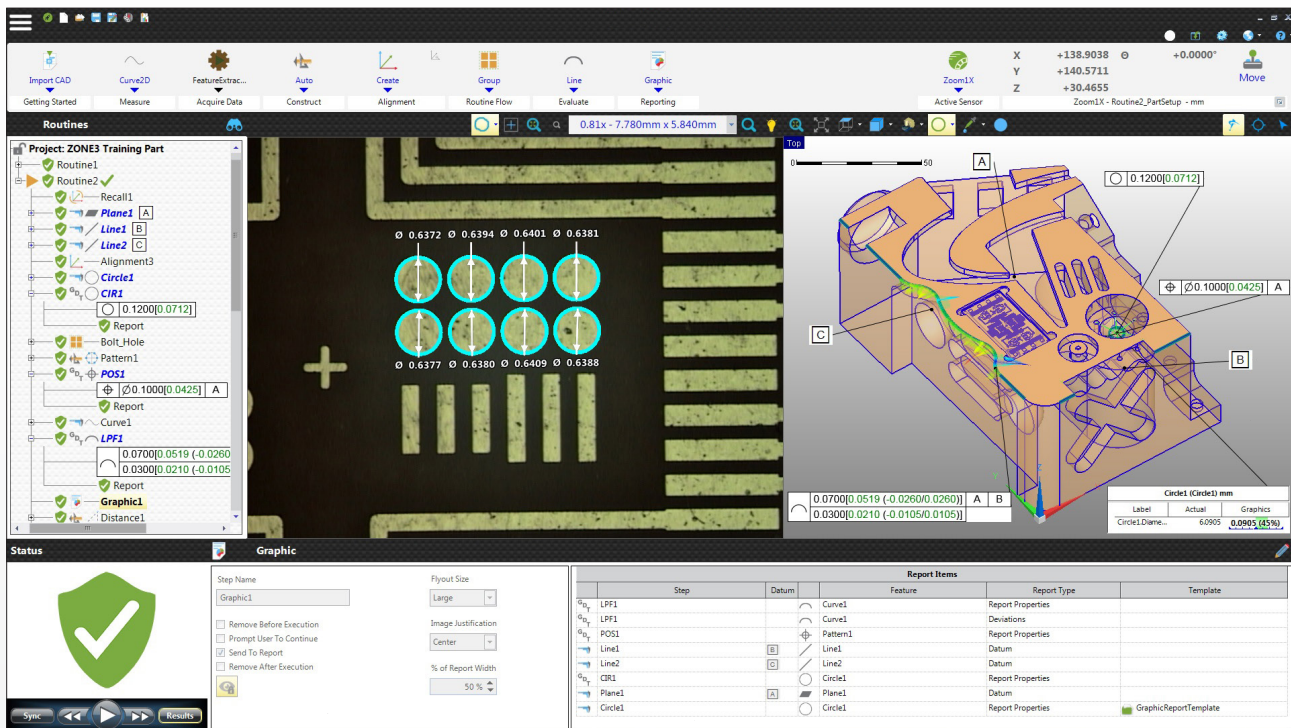 Import CAD
Curve2D
FeatureExtrac...
Auto
Create
Group
Line
Graphic
Zoom1X
X +138.9038 Θ +0.0000°
Y +140.5711
Z +30.4655
Move
Getting Started
Measure
Acquire Data
Construct
Alignment
Routine Flow
Evaluate
Reporting
Active Sensor
Zoom1X - Routine2_PartSetup - mm
Routines
0.81x - 7.780mm x 5.840mm
Project: ZONE3 Training Part
Routine1
Routine2
Recall1
Plane1 A
Line1 B
Line2 C
Alignment3
Circle1
CIR1
0.1200[0.0712]
Report
Bolt_Hole
Pattern1
POS1
Ø0.1000[0.0425] A
Report
Curve1
LPF1
0.0700[0.0519 (-0.0260
0.0300[0.0210 (-0.0105
Report
Graphic1
Distance1
Ø 0.6372 Ø 0.6394 Ø 0.6401 Ø 0.6381
Ø 0.6377 Ø 0.6380 Ø 0.6409 Ø 0.6388
Top
0 50
A
0.1200[0.0712]
Ø0.1000[0.0425] A
C
B
0.0700[0.0519 (-0.0260/0.0260)] A B
0.0300[0.0210 (-0.0105/0.0105)]
Z
Circle1 (Circle1) mm
Label Actual Graphics
Circle1.Diame... 6.0905 0.0905 (45%)
Status
Graphic
Step Name
Graphic1
Remove Before Execution
Prompt User To Continue
Send To Report
Remove After Execution
Flyout Size
Large
Image Justification
Center
% of Report Width
50 %
Report Items
Step Datum Feature Report Type Template
GDT LPF1 Curve1 Report Properties
GDT LPF1 Curve1 Deviations
GDT POS1 Pattern1 Report Properties
Line1 B Line1 Datum
Line2 C Line2 Datum
GDT CIR1 Circle1 Report Properties
Plane1 A Plane1 Datum
Circle1 Circle1 Report Properties GraphicReportTemplate
Sync
Results